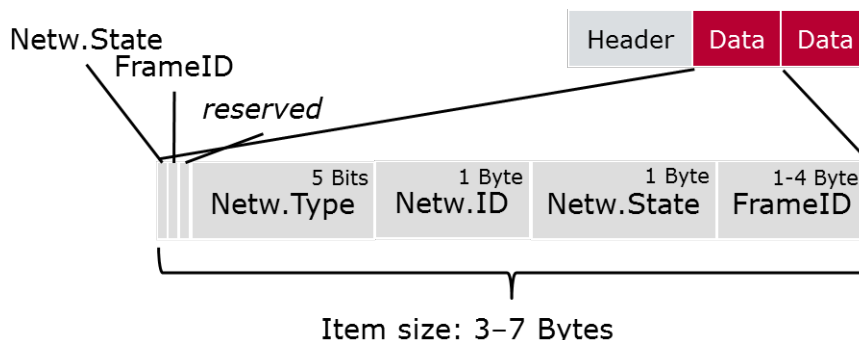 Netw.State
FrameID
reserved
Header Data Data
5 Bits 1 Byte 1 Byte 1-4 Byte
Netw.Type Netw.ID Netw.State FrameID
Item size: 3–7 Bytes